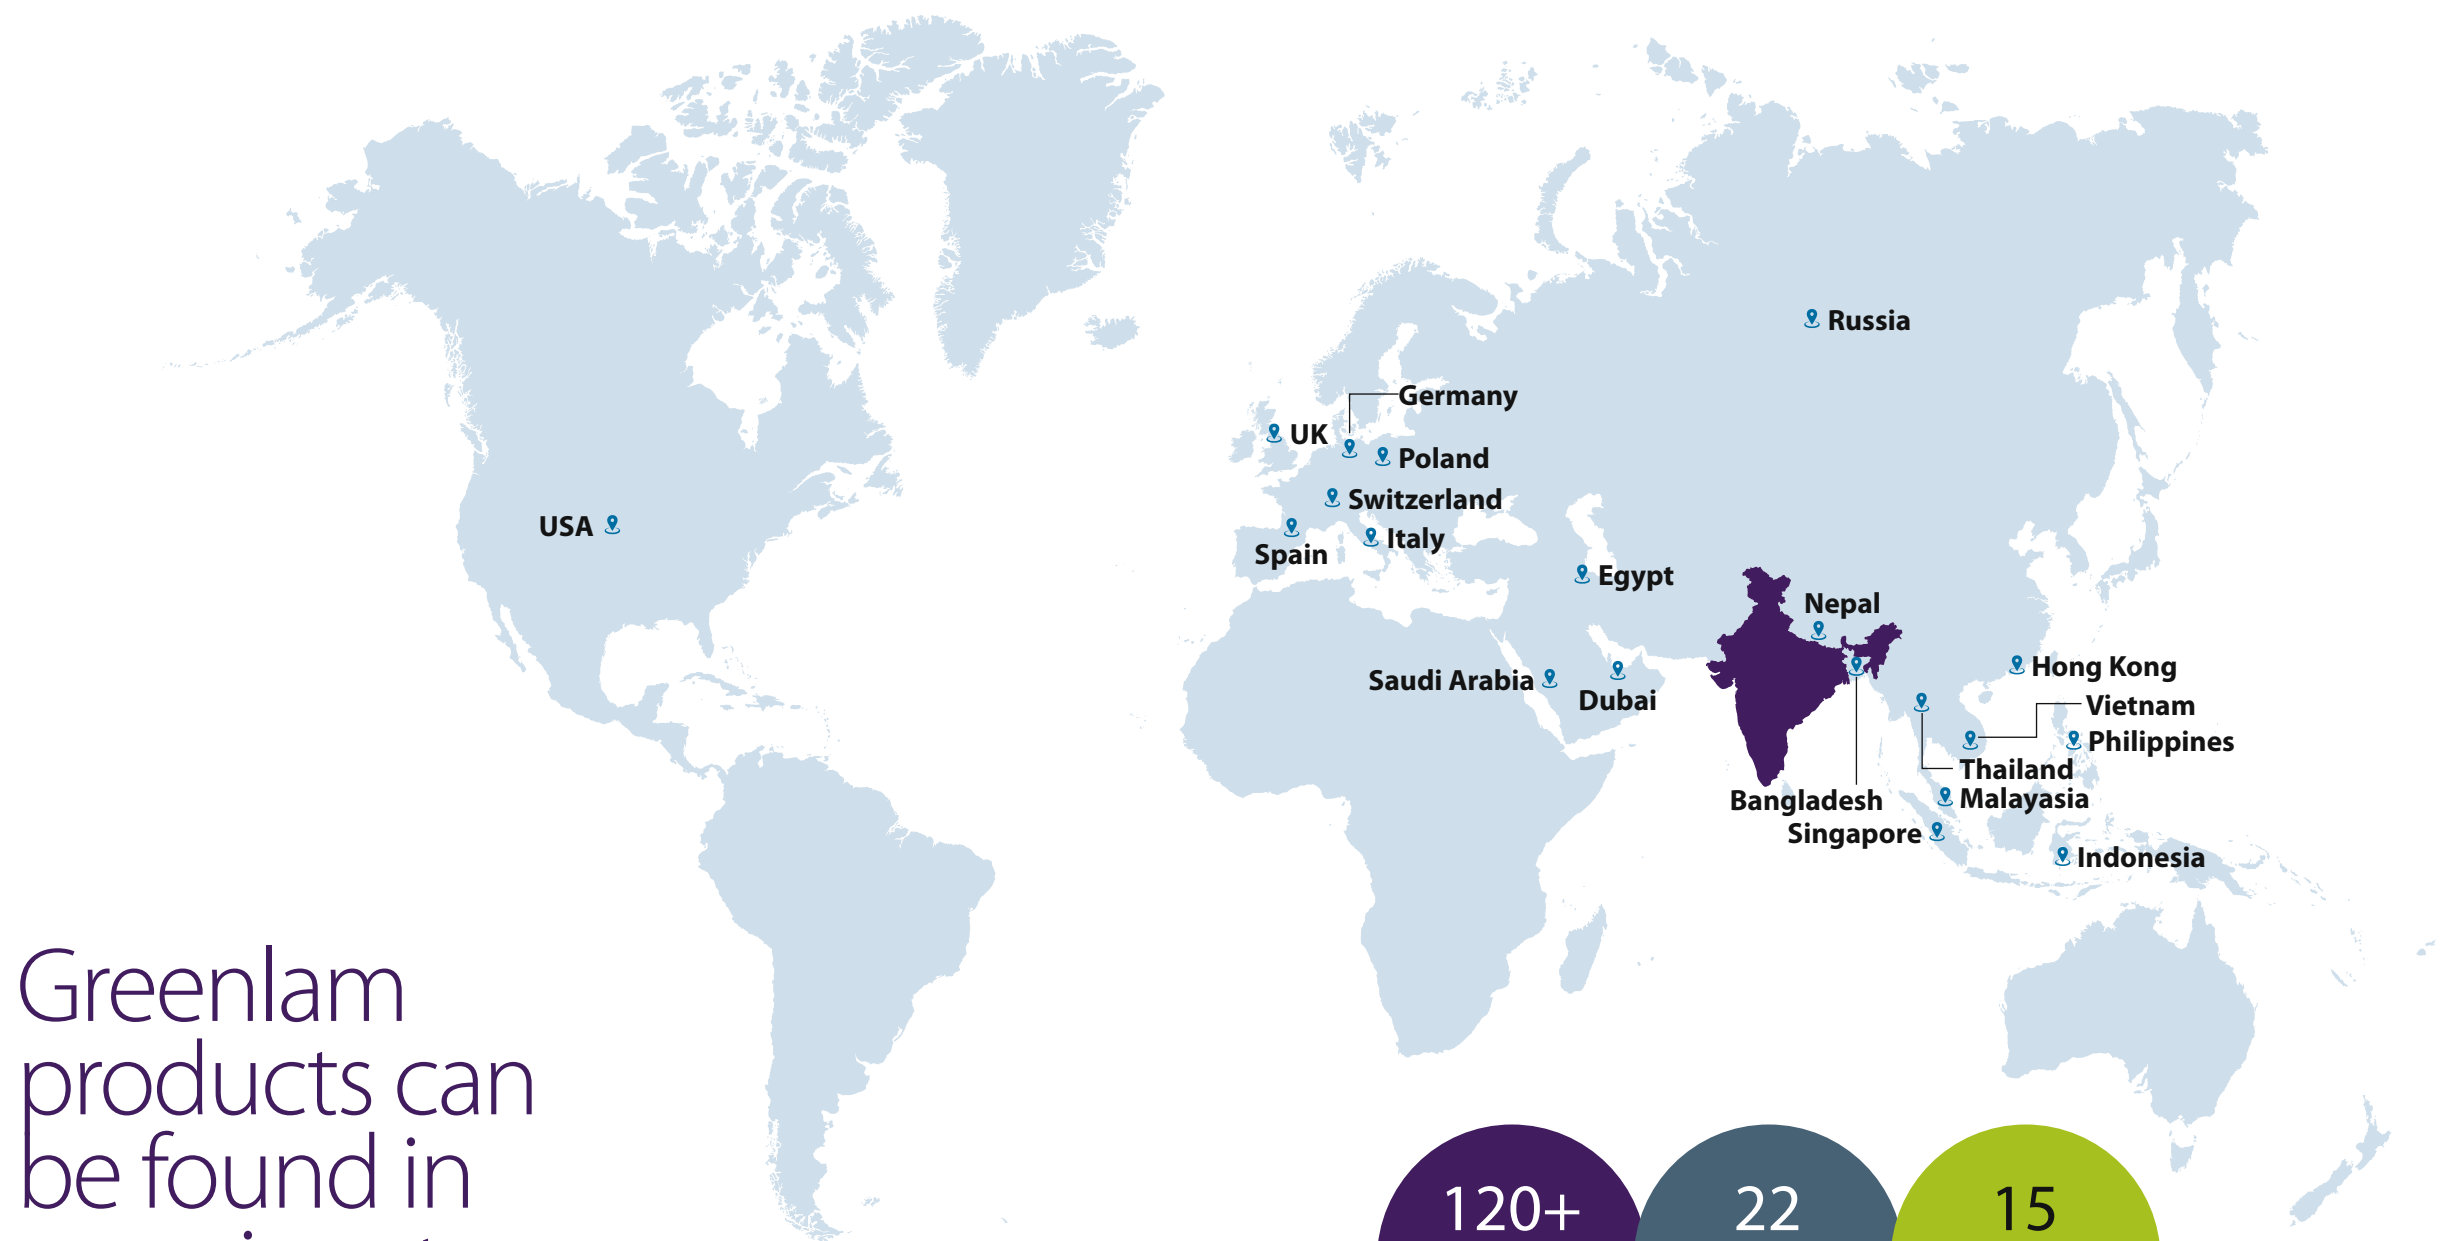 Russia
Germany
UK
Poland
Switzerland
USA
Italy
Spain
Egypt
Nepal
Hong Kong
Saudi Arabia
Dubai
Vietnam
Philippines
Thailand
Malayasia
Bangladesh
Singapore
Indonesia
Greenlam
products can
be found in
120+
22
15